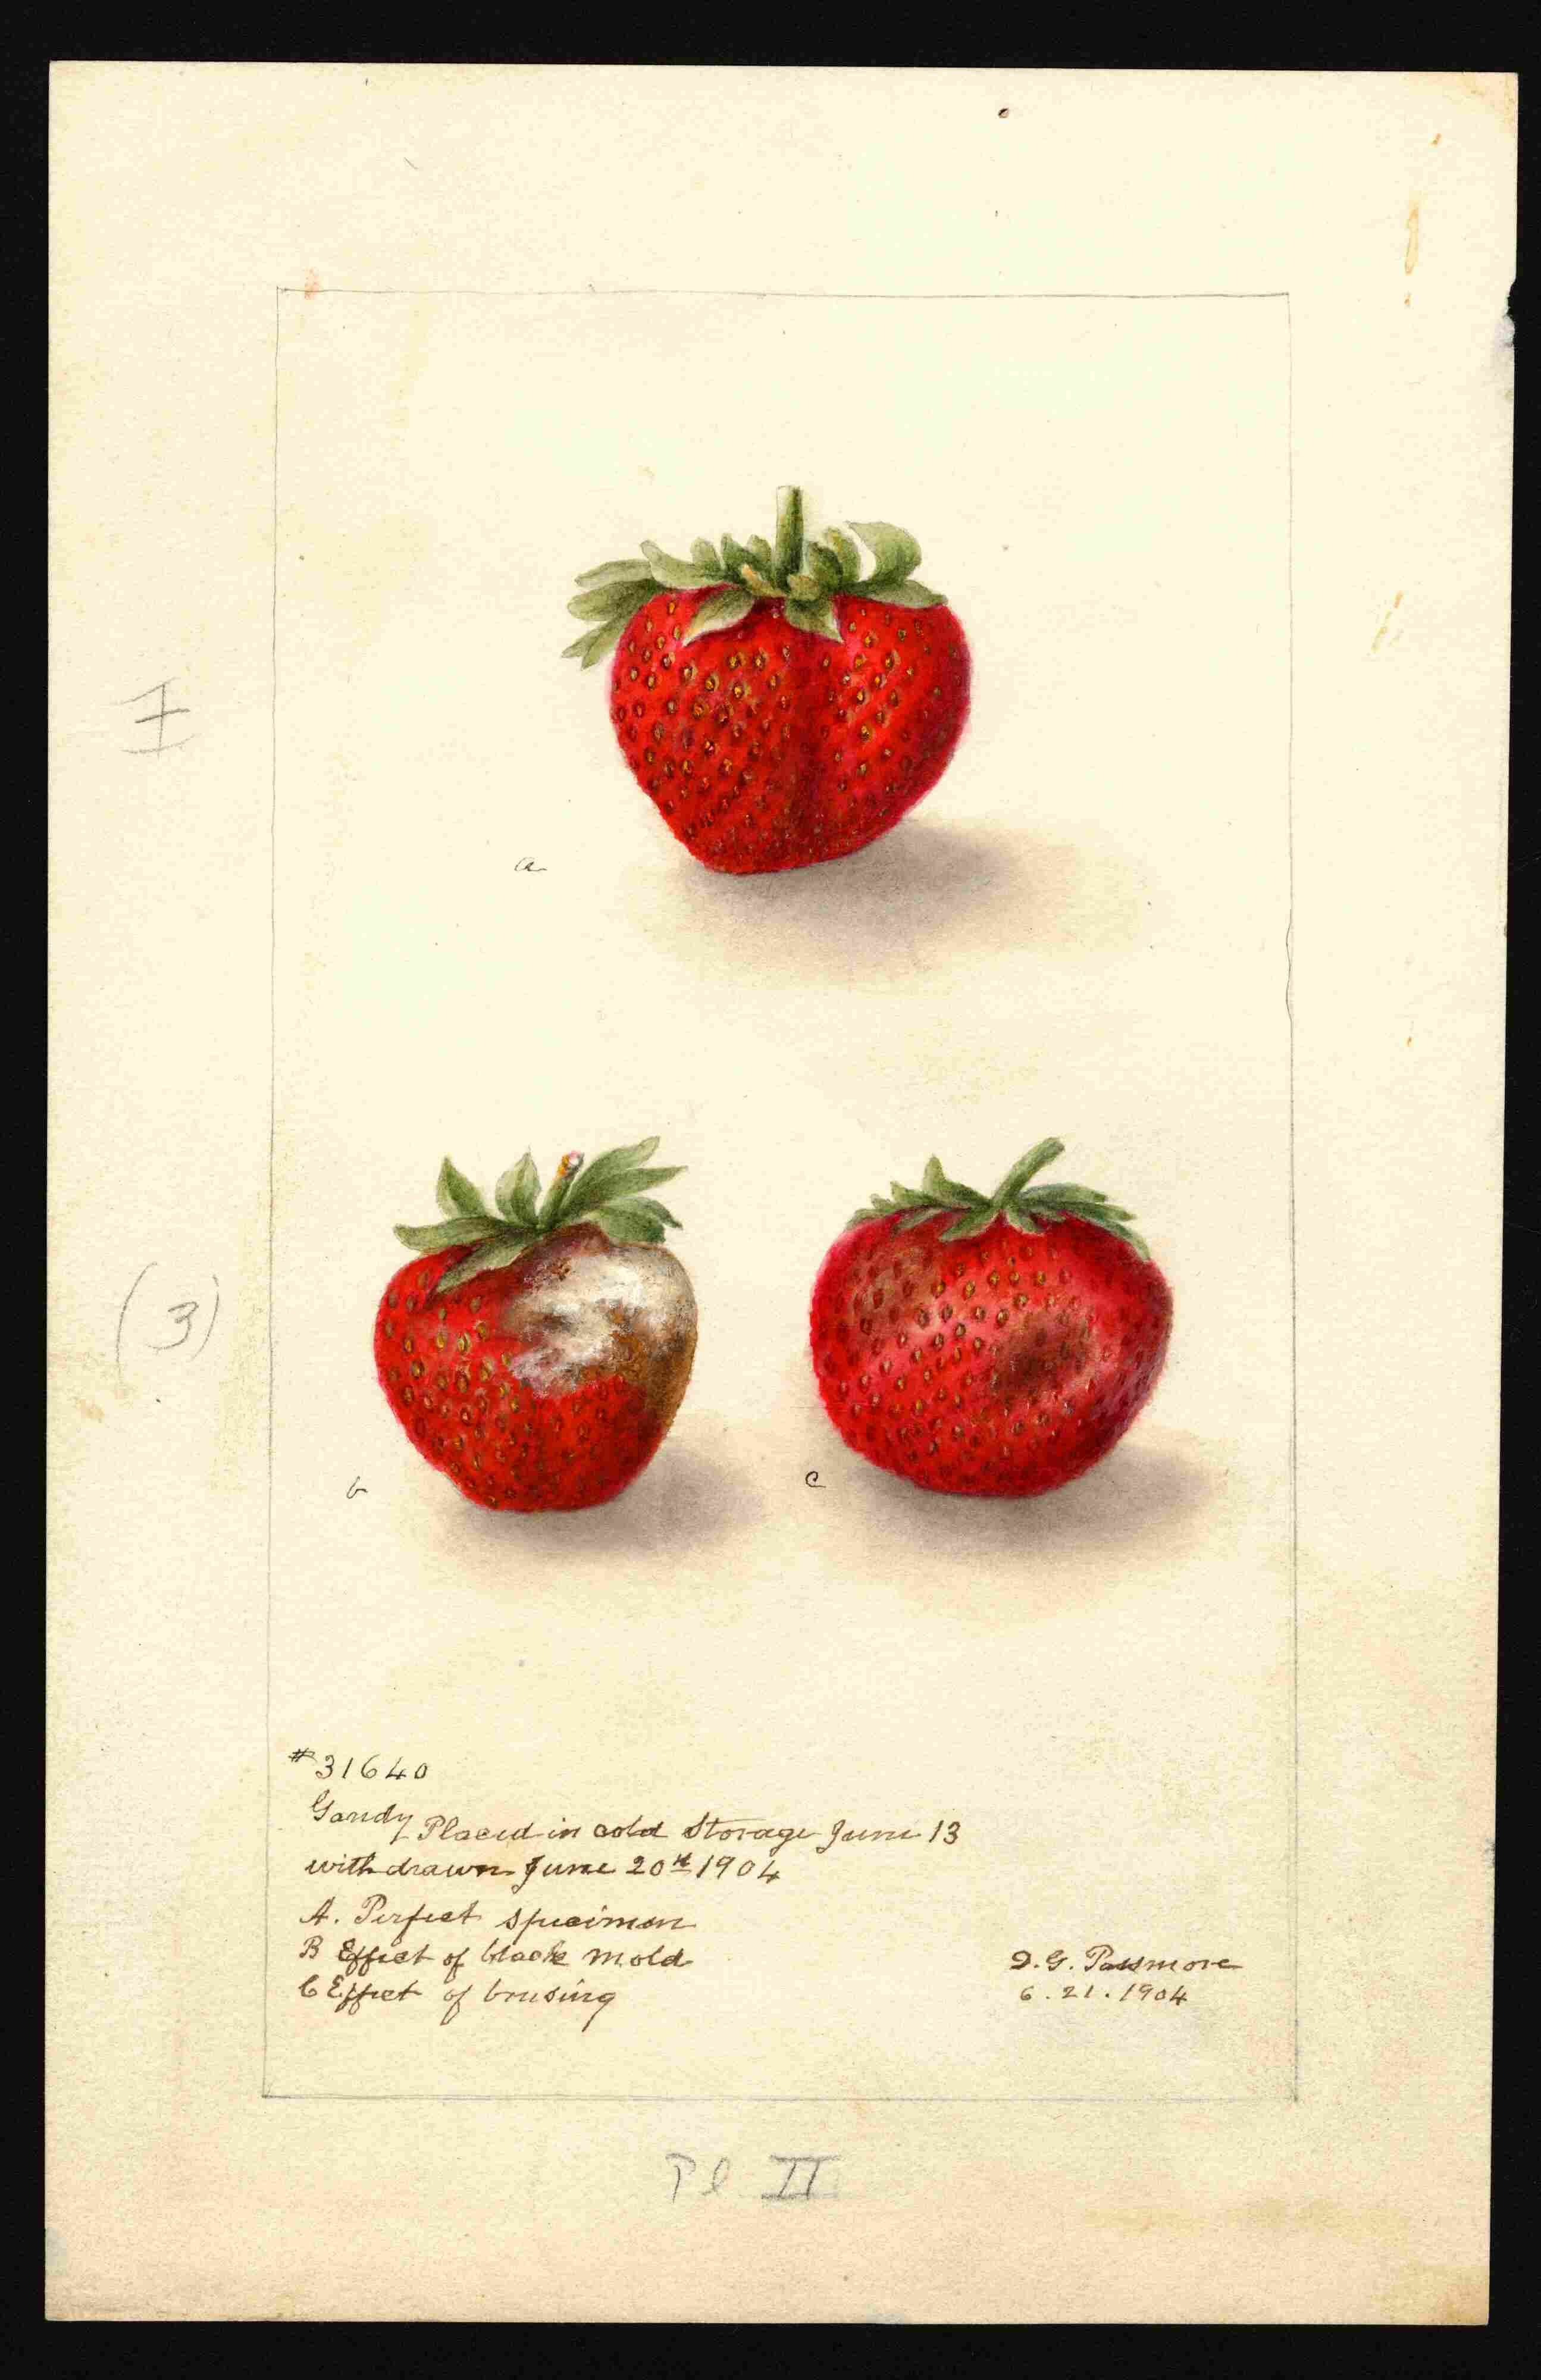 I
a
(3)
b
c
#31640
Gandy Placed in cold storage June 13
withdrawn June 20th 1904
A. Perfect specimen
B Effect of black mold
C Effect of brusing
D. G. Passmore
6.21.1904
Pl II